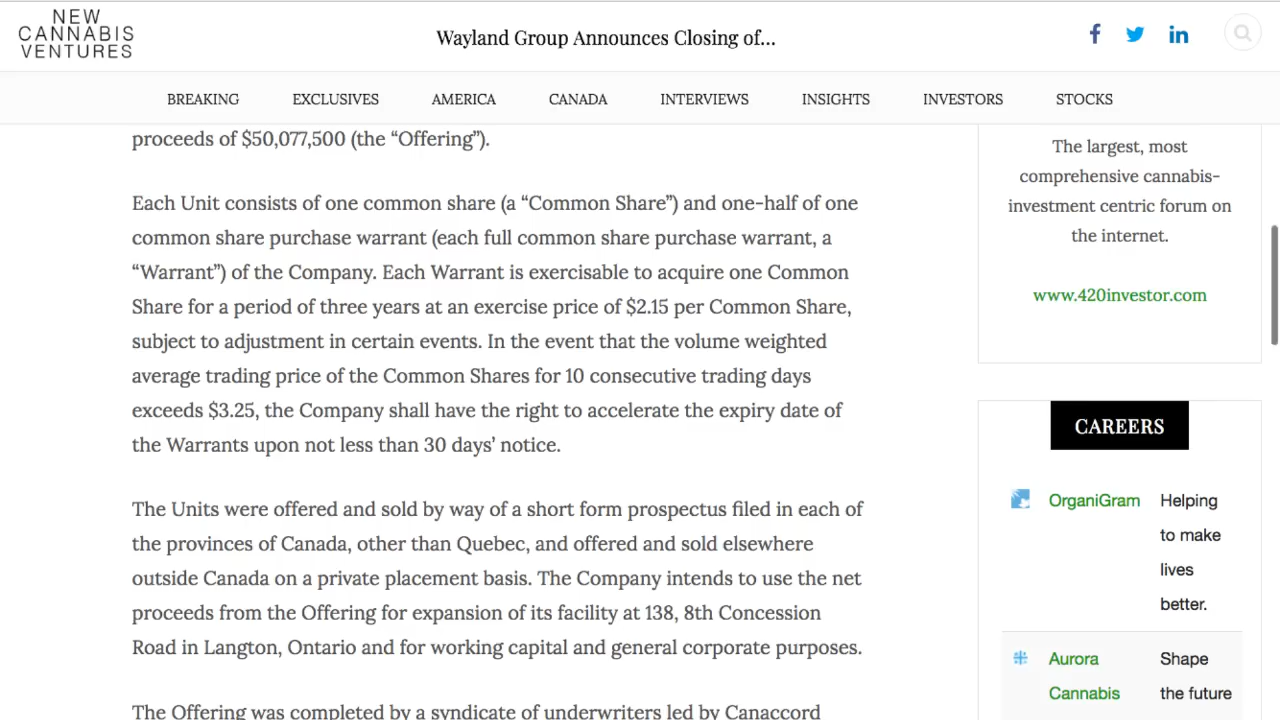 NEW
CANNABIS
VENTURES
Wayland Group Announces Closing of...
BREAKING EXCLUSIVES AMERICA CANADA INTERVIEWS INSIGHTS INVESTORS STOCKS
proceeds of $50,077,500 (the “Offering”).
Each Unit consists of one common share (a “Common Share”) and one-half of one
common share purchase warrant (each full common share purchase warrant, a
“Warrant”) of the Company. Each Warrant is exercisable to acquire one Common
Share for a period of three years at an exercise price of $2.15 per Common Share,
subject to adjustment in certain events. In the event that the volume weighted
average trading price of the Common Shares for 10 consecutive trading days
exceeds $3.25, the Company shall have the right to accelerate the expiry date of
the Warrants upon not less than 30 days’ notice.
The Units were offered and sold by way of a short form prospectus filed in each of
the provinces of Canada, other than Quebec, and offered and sold elsewhere
outside Canada on a private placement basis. The Company intends to use the net
proceeds from the Offering for expansion of its facility at 138, 8th Concession
Road in Langton, Ontario and for working capital and general corporate purposes.
The Offering was completed by a syndicate of underwriters led by Canaccord
The largest, most
comprehensive cannabis-
investment centric forum on
the internet.
www.420investor.com
CAREERS
OrganiGram Helping
to make
lives
better.
Aurora Shape
Cannabis the future